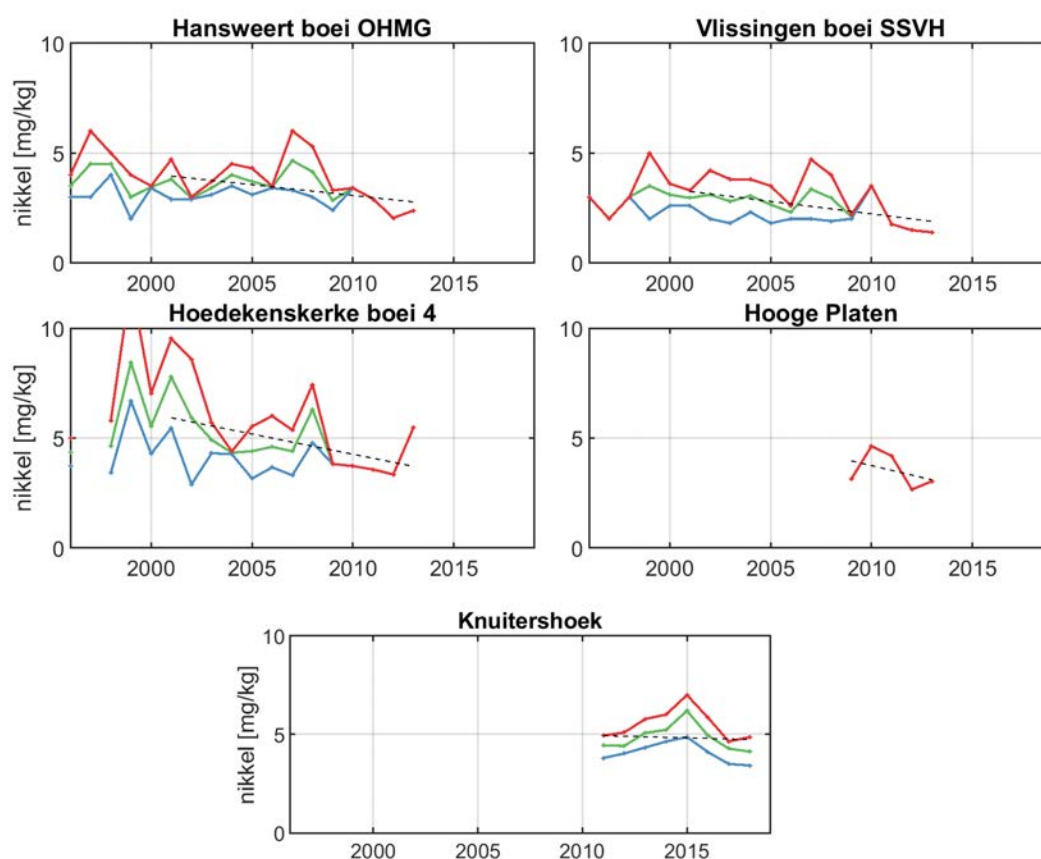 Hansweert boei OHMG
Vlissingen boei SSVH
10
5
0
nikkel [mg/kg]
2000 2005 2010 2015
10
5
0
2000 2005 2010 2015
Hoedekenskerke boei 4
Hooge Platen
10
5
0
nikkel [mg/kg]
2000 2005 2010 2015
10
5
0
2000 2005 2010 2015
Knuitershoek
10
5
0
nikkel [mg/kg]
2000 2005 2010 2015